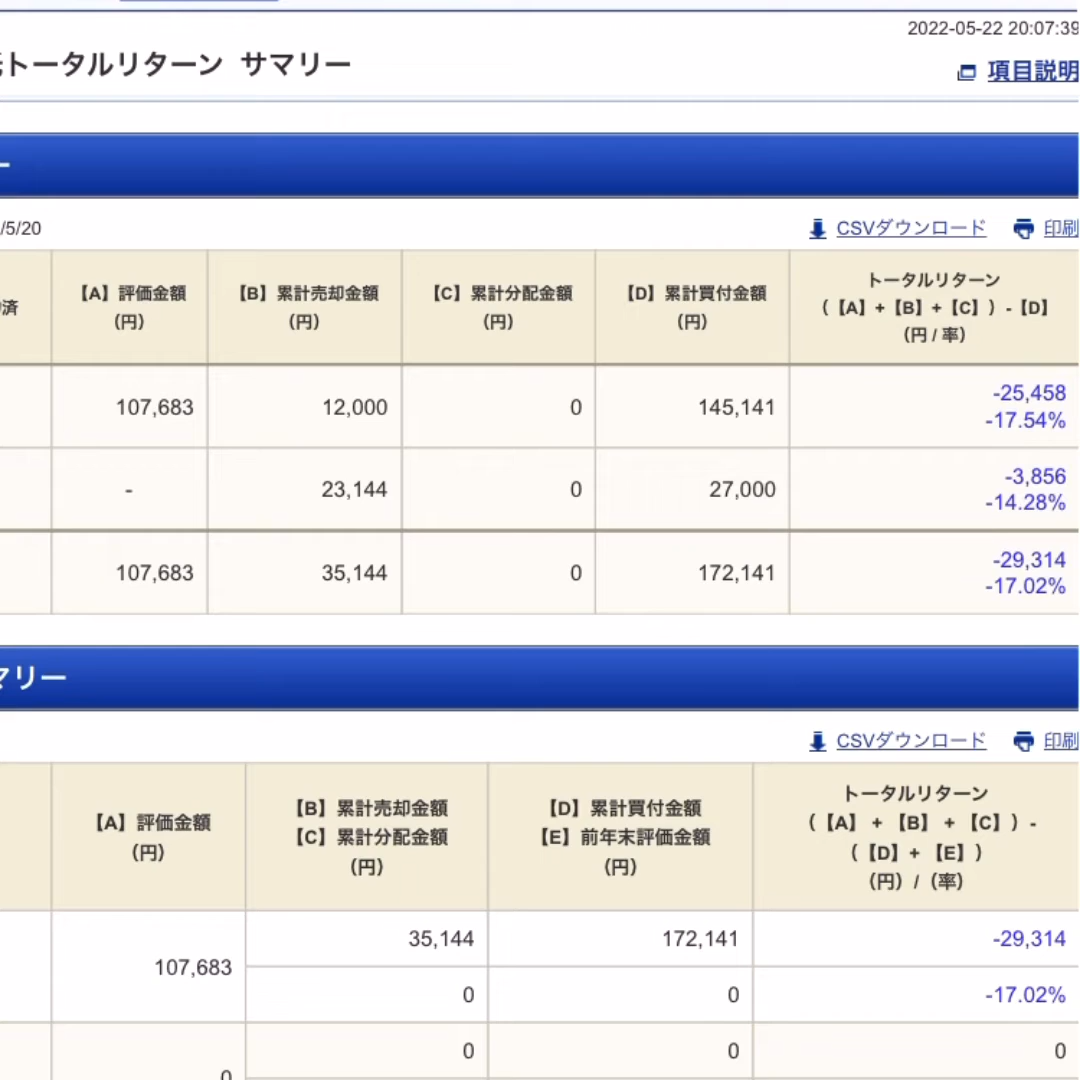 2022-05-22 20:07:39
トータルリターン サマリー
項目説明
ー
/5/20
CSVダウンロード 印刷
済
【A】評価金額
(円)
【B】累計売却金額
(円)
【C】累計分配金額
(円)
【D】累計買付金額
(円)
トータルリターン
(【A】+【B】+【C】) -【D】
(円 / 率)
107,683 12,000 0 145,141 -25,458
-17.54%
- 23,144 0 27,000 -3,856
-14.28%
107,683 35,144 0 172,141 -29,314
-17.02%
マリー
CSVダウンロード 印刷
【A】評価金額
(円)
【B】累計売却金額
【C】累計分配金額
(円)
【D】累計買付金額
【E】前年末評価金額
(円)
トータルリターン
(【A】 + 【B】 + 【C】) -
(【D】+ 【E】)
(円) / (率)
107,683
35,144 172,141 -29,314
0 0 -17.02%
0 0 0
0